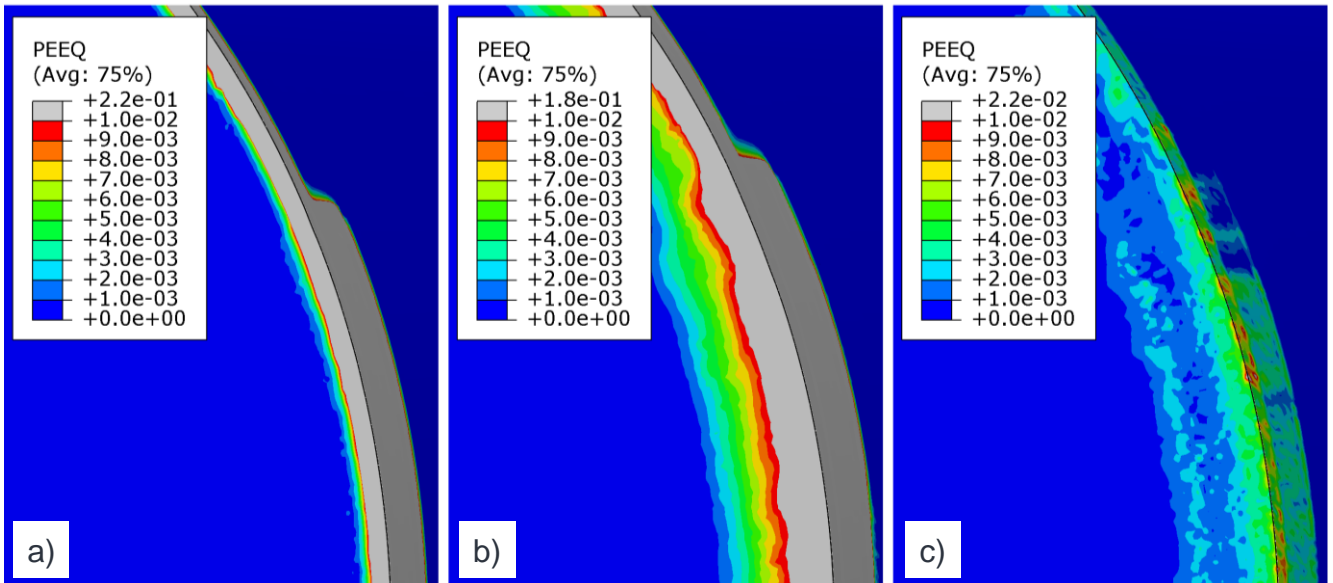 PEEQ
(Avg: 75%)
+2.2e-01
+1.0e-02
+9.0e-03
+8.0e-03
+7.0e-03
+6.0e-03
+5.0e-03
+4.0e-03
+3.0e-03
+2.0e-03
+1.0e-03
+0.0e+00
a)
PEEQ
(Avg: 75%)
+1.8e-01
+1.0e-02
+9.0e-03
+8.0e-03
+7.0e-03
+6.0e-03
+5.0e-03
+4.0e-03
+3.0e-03
+2.0e-03
+1.0e-03
+0.0e+00
b)
PEEQ
(Avg: 75%)
+2.2e-02
+1.0e-02
+9.0e-03
+8.0e-03
+7.0e-03
+6.0e-03
+5.0e-03
+4.0e-03
+3.0e-03
+2.0e-03
+1.0e-03
+0.0e+00
c)